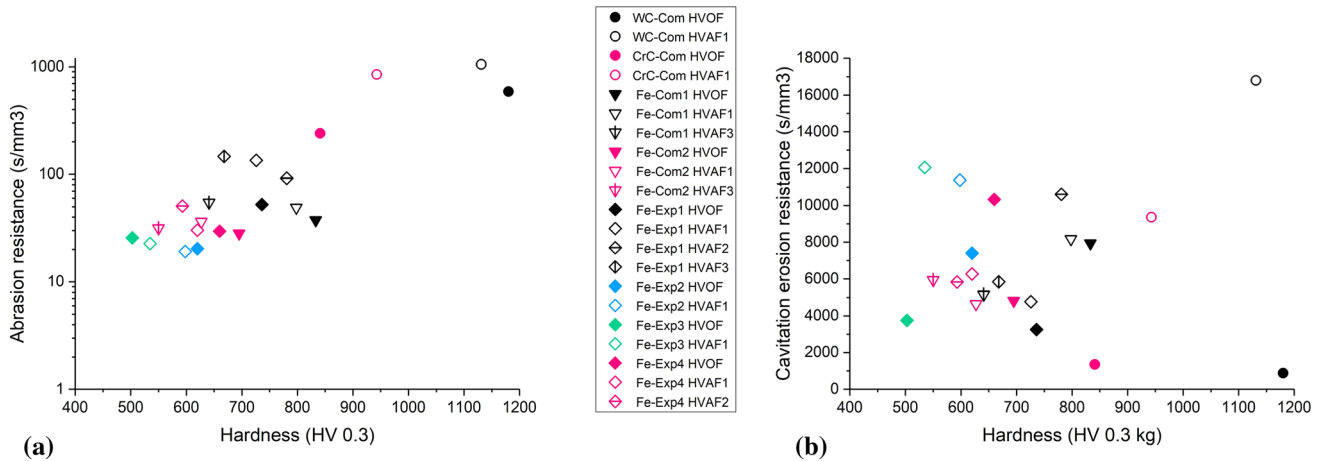 1000
100
10
1
Abrasion resistance (s/mm3)
400 500 600 700 800 900 1000 1100 1200
Hardness (HV 0.3)
(a)
WC-Com HVOF
WC-Com HVAF1
CrC-Com HVOF
CrC-Com HVAF1
Fe-Com1 HVOF
Fe-Com1 HVAF1
Fe-Com1 HVAF3
Fe-Com2 HVOF
Fe-Com2 HVAF1
Fe-Com2 HVAF3
Fe-Exp1 HVOF
Fe-Exp1 HVAF1
Fe-Exp1 HVAF2
Fe-Exp1 HVAF3
Fe-Exp2 HVOF
Fe-Exp2 HVAF1
Fe-Exp3 HVOF
Fe-Exp3 HVAF1
Fe-Exp4 HVOF
Fe-Exp4 HVAF1
Fe-Exp4 HVAF2
18000
16000
14000
12000
10000
8000
6000
4000
2000
0
Cavitation erosion resistance (s/mm3)
400 500 600 700 800 900 1000 1100 1200
Hardness (HV 0.3 kg)
(b)